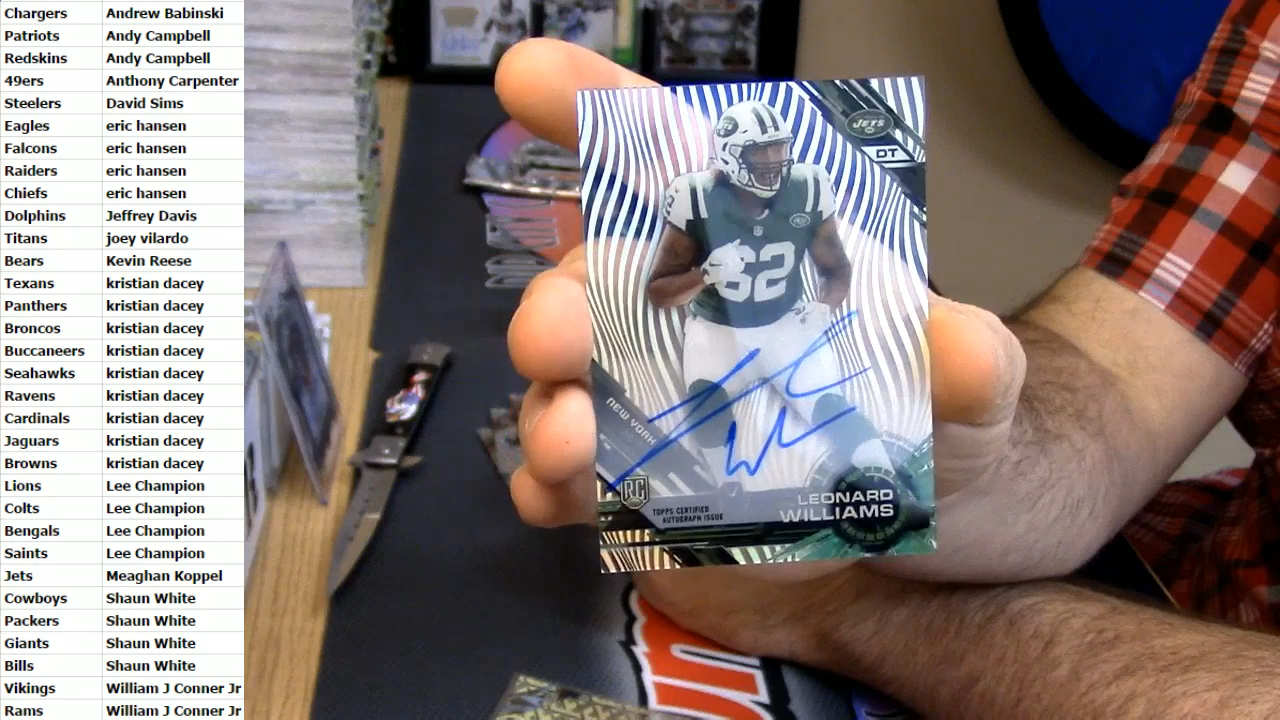 Chargers Andrew Babinski
Patriots Andy Campbell
Redskins Andy Campbell
49ers Anthony Carpenter
Steelers David Sims
Eagles eric hansen
Falcons eric hansen
Raiders eric hansen
Chiefs eric hansen
Dolphins Jeffrey Davis
Titans joey vilardo
Bears Kevin Reese
Texans kristian dacey
Panthers kristian dacey
Broncos kristian dacey
Buccaneers kristian dacey
Seahawks kristian dacey
Ravens kristian dacey
Cardinals kristian dacey
Jaguars kristian dacey
Browns kristian dacey
Lions Lee Champion
Colts Lee Champion
Bengals Lee Champion
Saints Lee Champion
Jets Meaghan Koppel
Cowboys Shaun White
Packers Shaun White
Giants Shaun White
Bills Shaun White
Vikings William J Conner Jr
Rams William J Conner Jr
JETS
DT
62
NEW YORK
RC
TOPPS CERTIFIED
AUTOGRAPH ISSUE
LEONARD
WILLIAMS